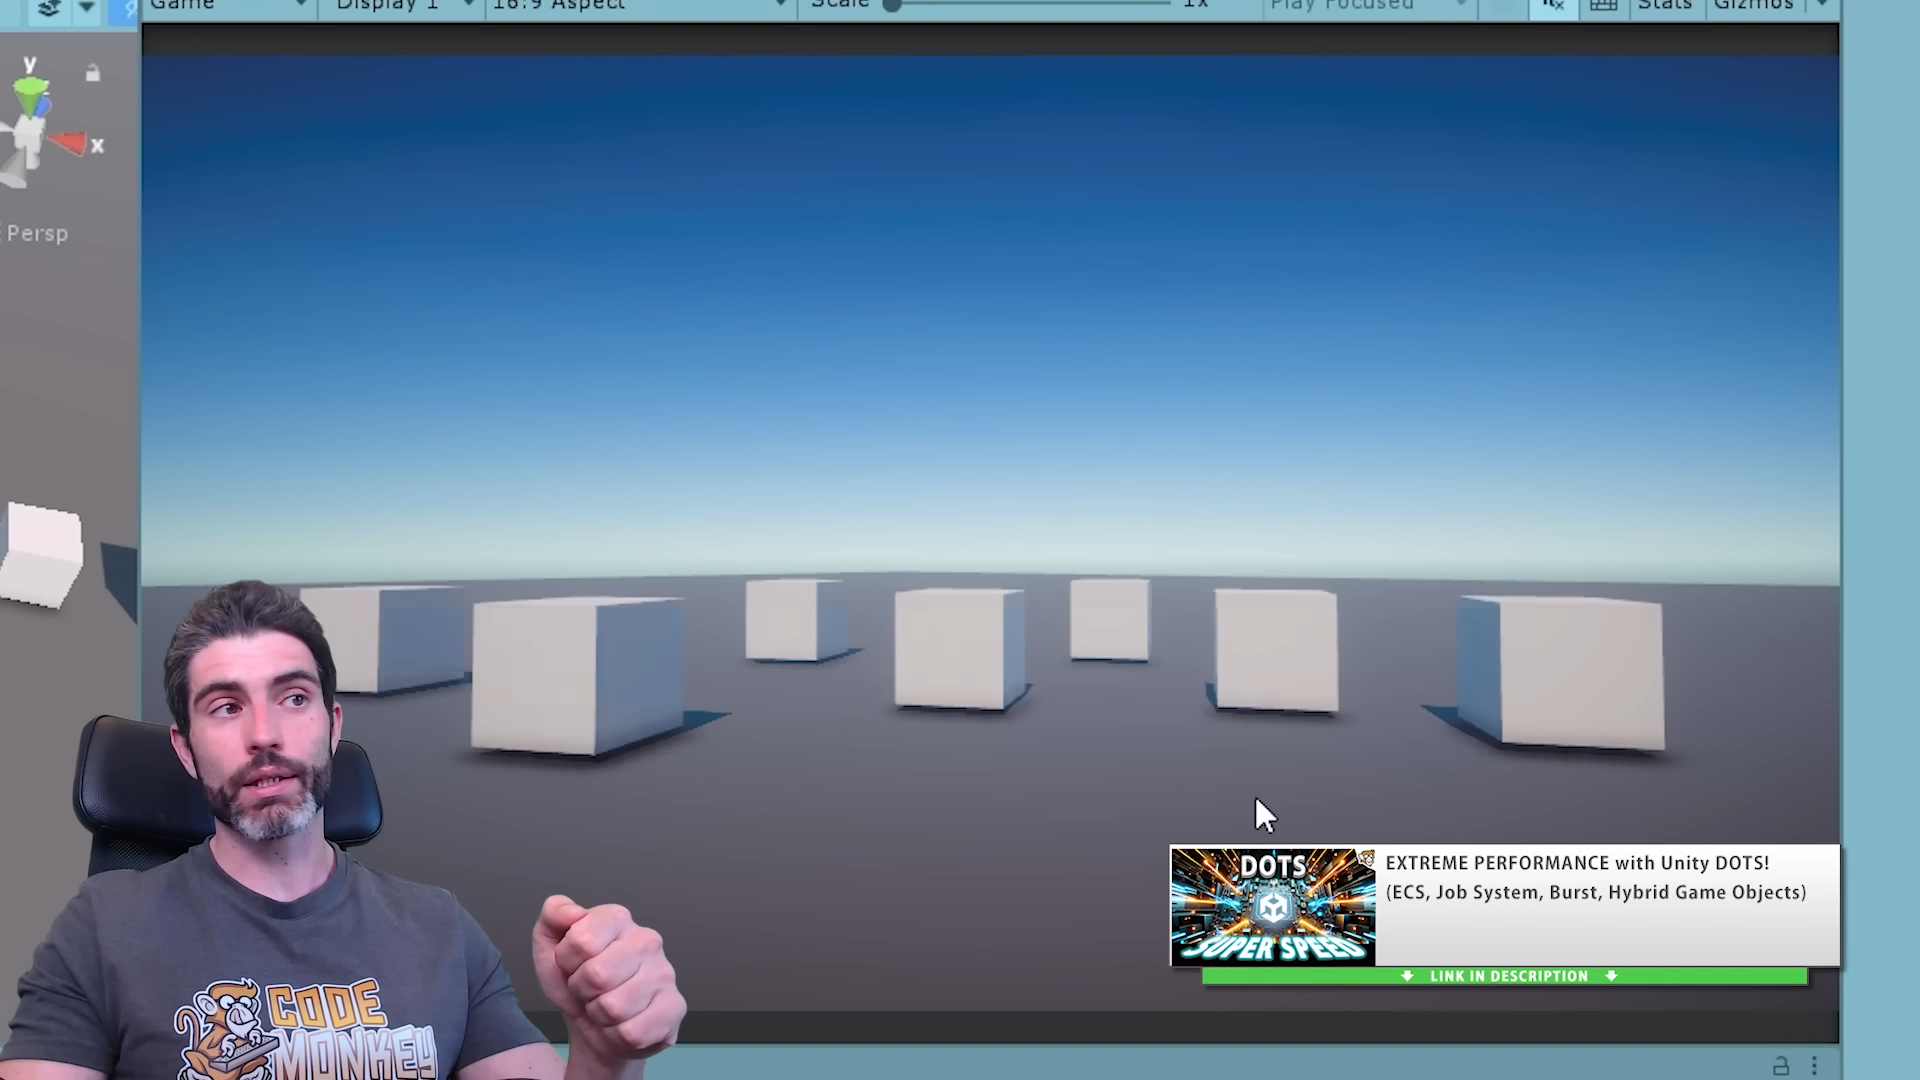 Game
Display 1
16:9 Aspect
Scale
1x
Play Focused
Stats
Gizmos
y
x
Persp
DOTS
SUPER SPEED
EXTREME PERFORMANCE with Unity DOTS!
(ECS, Job System, Burst, Hybrid Game Objects)
LINK IN DESCRIPTION
CODE
MONKEY